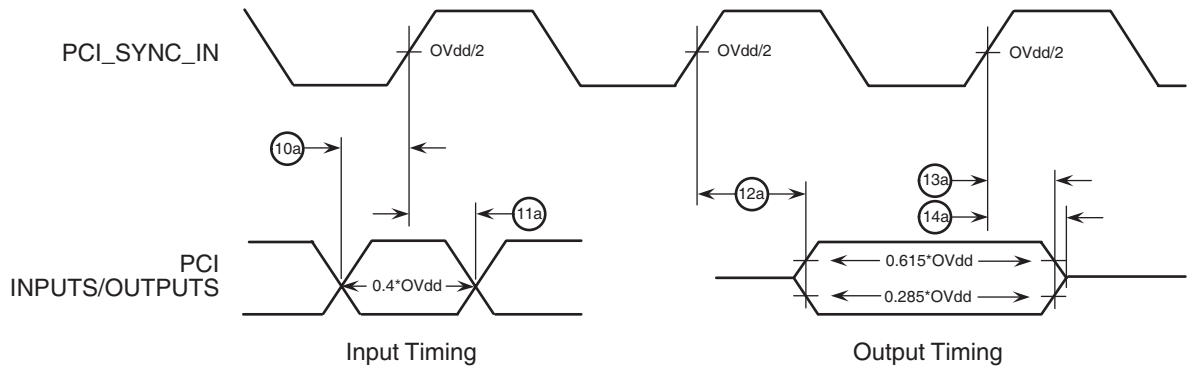 PCI_SYNC_IN
OVdd/2
OVdd/2
OVdd/2
10a
11a
12a
13a
14a
PCI
INPUTS/OUTPUTS
0.4*OVdd
0.615*OVdd
0.285*OVdd
Input Timing
Output Timing